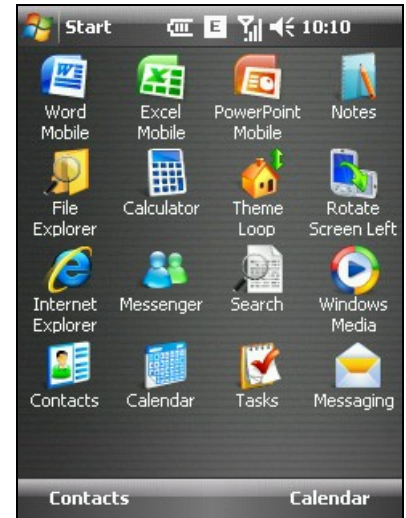 Start E 10:10
Word Mobile Excel Mobile PowerPoint Mobile Notes
File Explorer Calculator Theme Loop Rotate Screen Left
Internet Explorer Messenger Search Windows Media
Contacts Calendar Tasks Messaging
Contacts Calendar